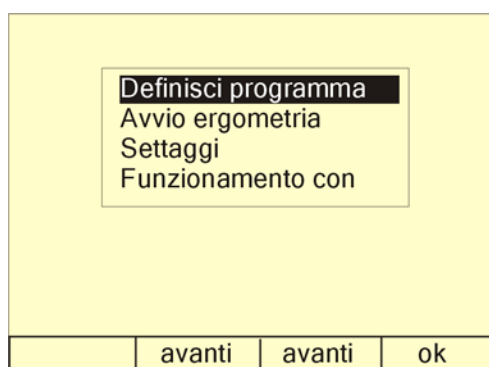 Definisci programma
Avvio ergometria
Settaggi
Funzionamento con
avanti avanti ok